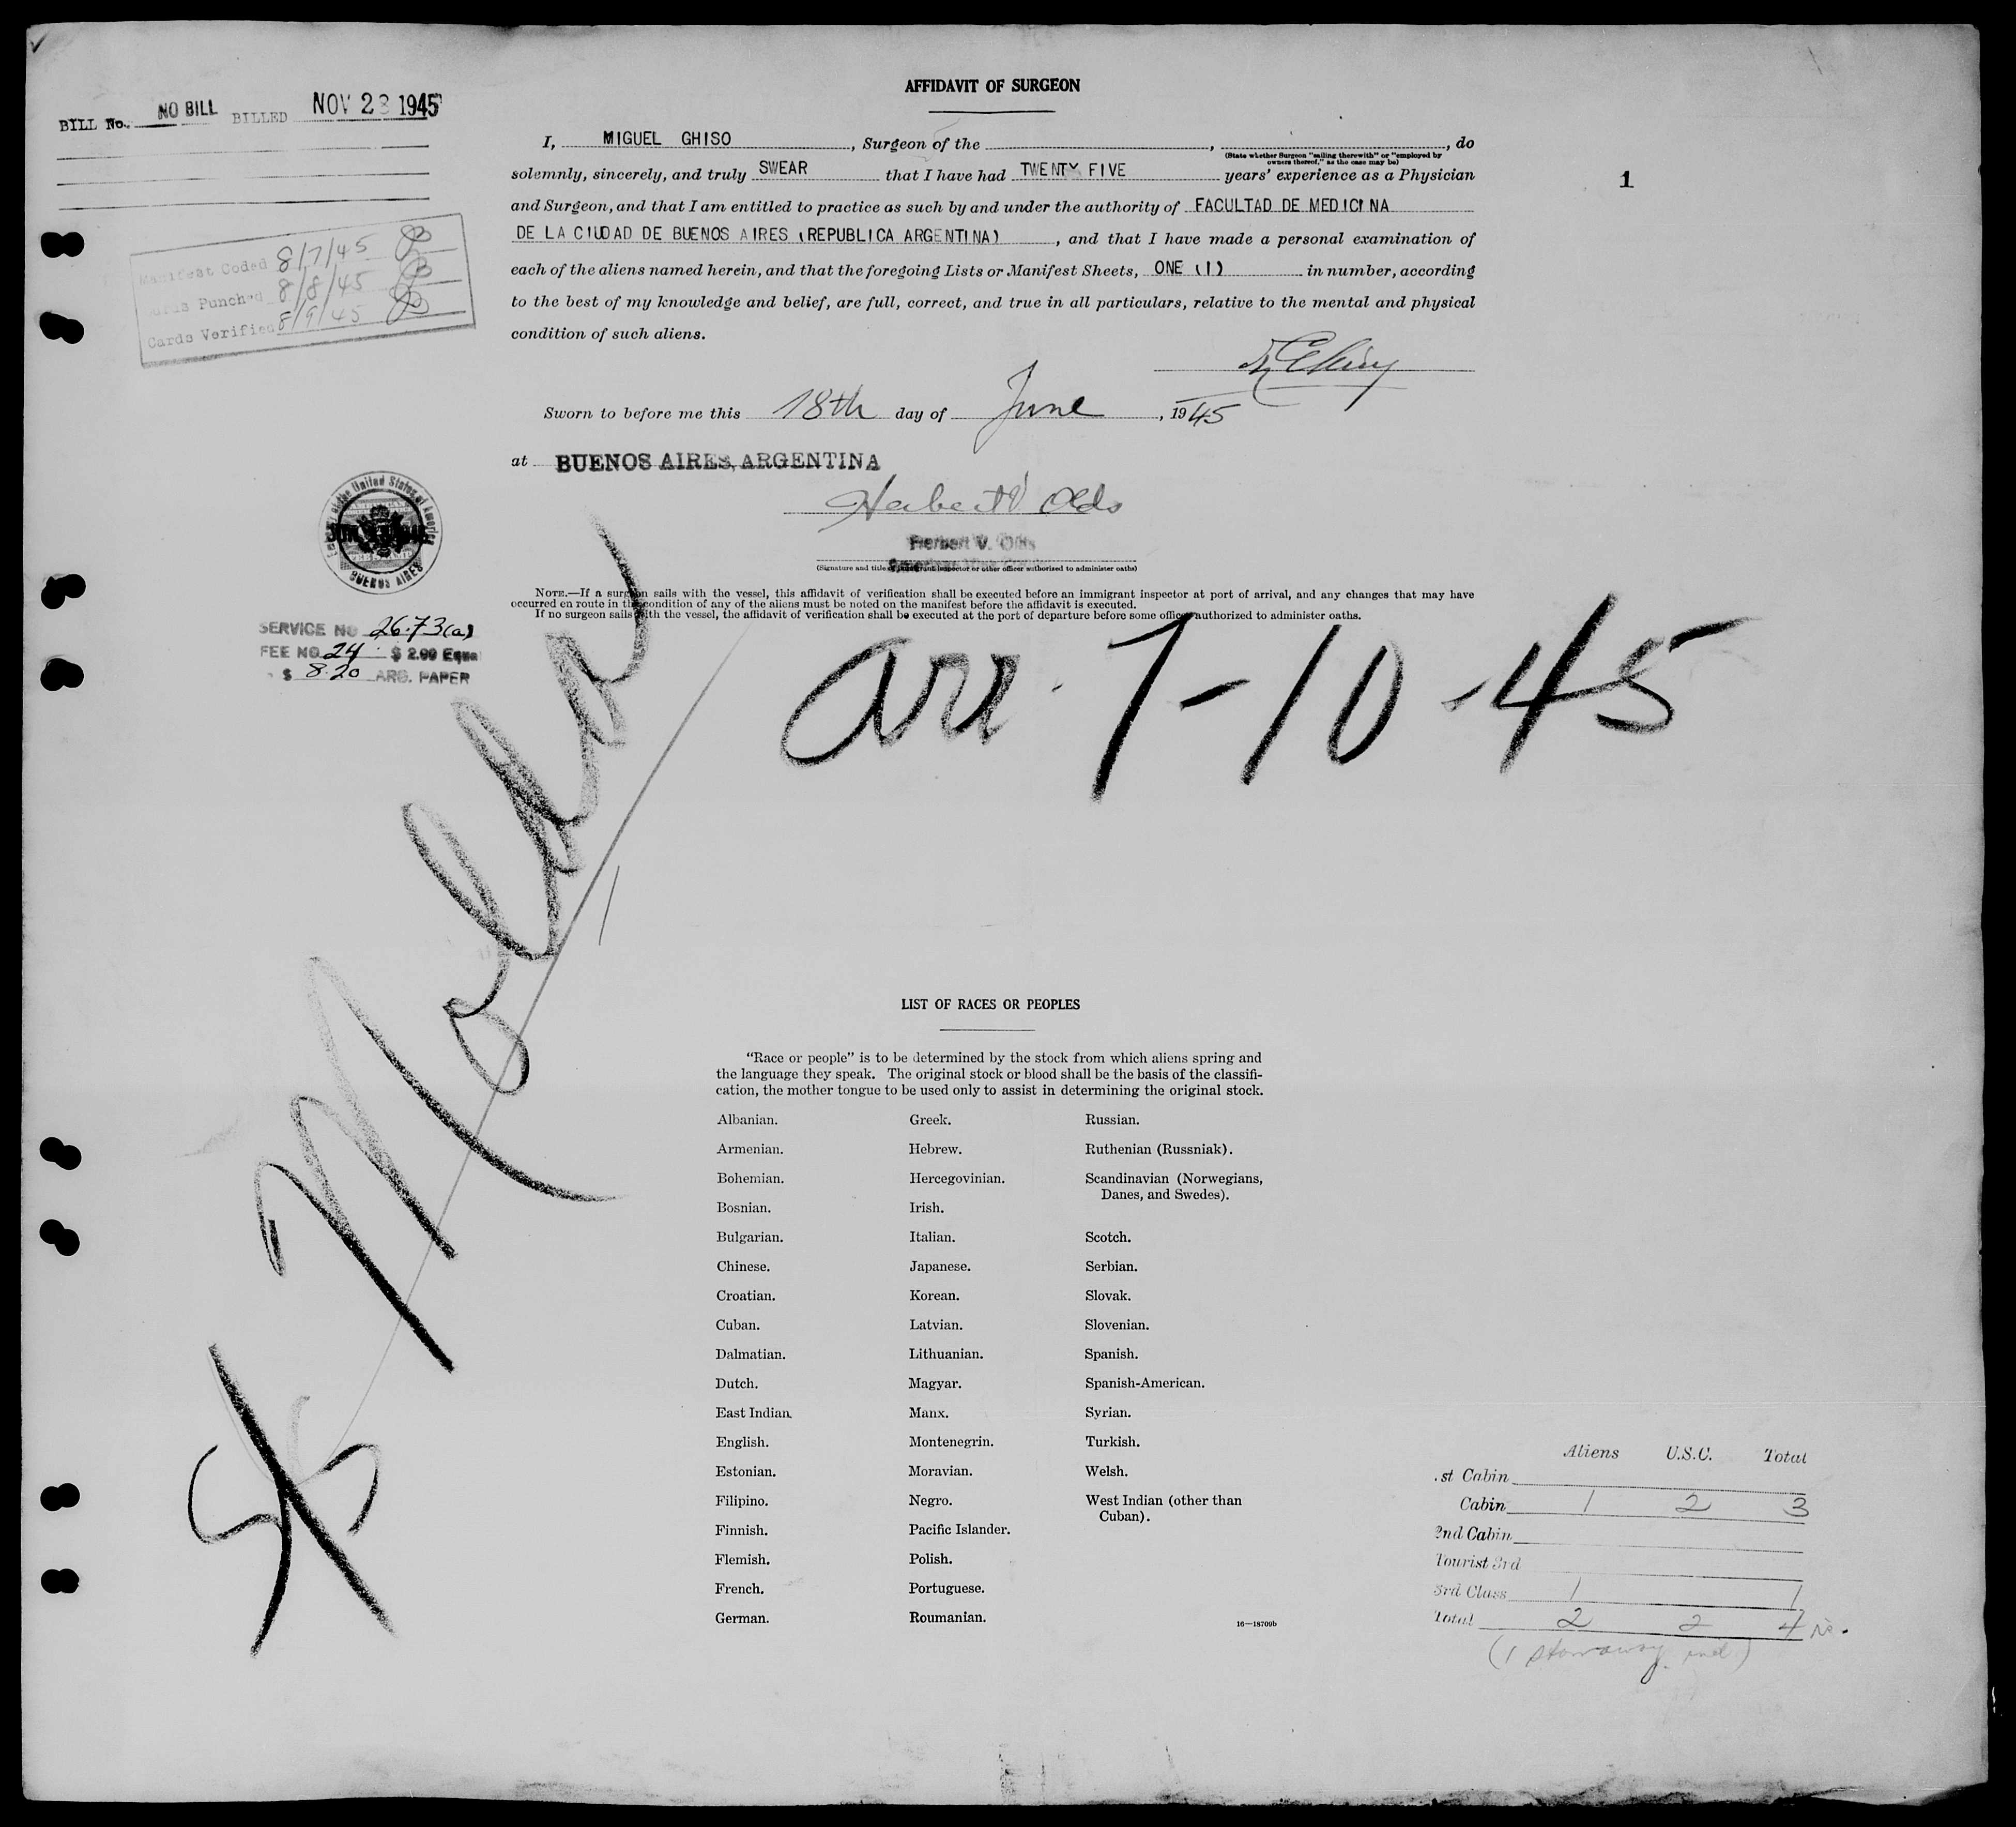 AFFIDAVIT OF SURGEON
BILL No. NO BILL BILLED NOV 23 1945
I, MIGUEL GHISO, Surgeon of the , , do
(State whether Surgeon "sailing therewith" or "employed by owners thereof," as the case may be)
solemnly, sincerely, and truly SWEAR that I have had TWENTY FIVE years' experience as a Physician
1
and Surgeon, and that I am entitled to practice as such by and under the authority of FACULTAD DE MEDICINA
DE LA CIUDAD DE BUENOS AIRES (REPUBLICA ARGENTINA), and that I have made a personal examination of
each of the aliens named herein, and that the foregoing Lists or Manifest Sheets, ONE (1) in number, according
to the best of my knowledge and belief, are full, correct, and true in all particulars, relative to the mental and physical
condition of such aliens.
Manifest Coded 8/7/45
Cards Punched 8/8/45
Cards Verified 8/9/45
Sworn to before me this 18th day of June, 1945
at BUENOS AIRES, ARGENTINA
Herbert V. Olds
Herbert V. Olds
(Signature and title of immigrant inspector or other officer authorized to administer oaths)
of the United States of America
BUENOS AIRES
NOTE.—If a surgeon sails with the vessel, this affidavit of verification shall be executed before an immigrant inspector at port of arrival, and any changes that may have
occurred en route in the condition of any of the aliens must be noted on the manifest before the affidavit is executed.
If no surgeon sails with the vessel, the affidavit of verification shall be executed at the port of departure before some officer authorized to administer oaths.
SERVICE No 2673(a)
FEE NO. 24 $ 2.00 Equa
$ 8.20 ARG. PAPER
arr. 7-10-45
LIST OF RACES OR PEOPLES
"Race or people" is to be determined by the stock from which aliens spring and
the language they speak. The original stock or blood shall be the basis of the classifi-
cation, the mother tongue to be used only to assist in determining the original stock.
Albanian. Greek. Russian.
Armenian. Hebrew. Ruthenian (Russniak).
Bohemian. Hercegovinian. Scandinavian (Norwegians,
Danes, and Swedes).
Bosnian. Irish.
Bulgarian. Italian. Scotch.
Chinese. Japanese. Serbian.
Croatian. Korean. Slovak.
Cuban. Latvian. Slovenian.
Dalmatian. Lithuanian. Spanish.
Dutch. Magyar. Spanish-American.
East Indian. Manx. Syrian.
English. Montenegrin. Turkish.
Estonian. Moravian. Welsh.
Filipino. Negro. West Indian (other than
Cuban).
Finnish. Pacific Islander.
Flemish. Polish.
French. Portuguese.
German. Roumanian.
16—18709b
S/S
Aliens U.S.C. Total
1st Cabin
Cabin 1 2 3
2nd Cabin
Tourist 3rd
3rd Class 1 1
Total 2 2 4
(1 stowaway incl)